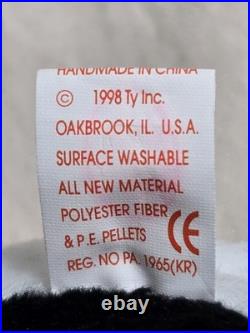 HANDMADE IN CHINA
© 1998 Ty Inc.
OAKBROOK, IL. U.S.A.
SURFACE WASHABLE
ALL NEW MATERIAL
POLYESTER FIBER
& P.E. PELLETS CE
REG. NO PA. 1965(KR)